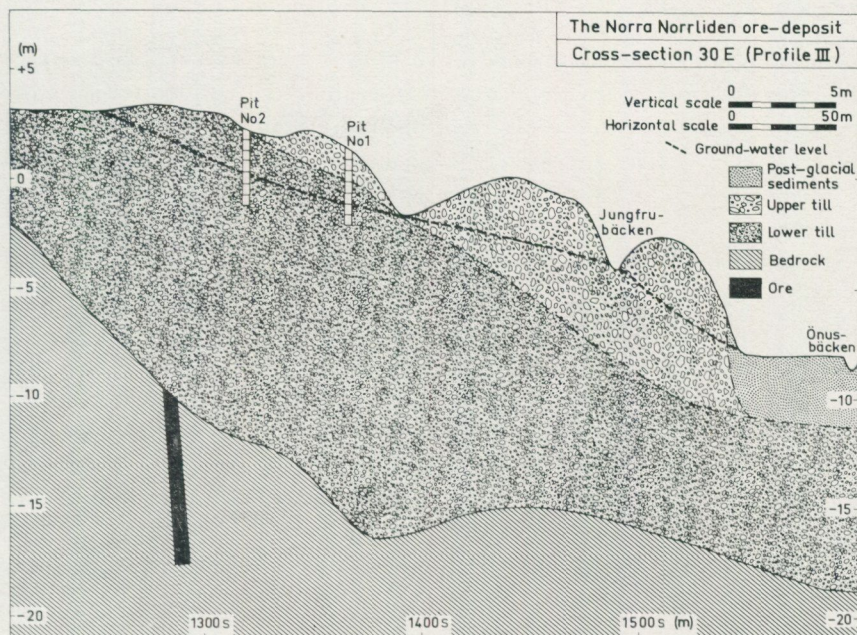 The Norra Norrliden ore-deposit
Cross-section 30 E (Profile III)
(m)
+5
0
-5
-10
-15
-20
Pit
No2
Pit
No1
Vertical scale
0 5m
Horizontal scale
0 50m
Ground-water level
Post-glacial
sediments
Upper till
Lower till
Bedrock
Ore
Jungfru-
bäcken
Önus-
bäcken
-10
-15
-20
1300 S
1400 S
1500 S (m)